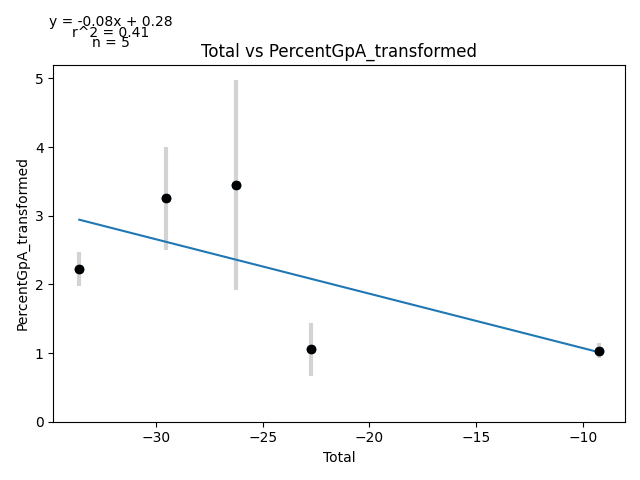 y = -0.08x + 0.28
r^2 = 0.41
n = 5
Total vs PercentGpA_transformed
PercentGpA_transformed
5
4
3
2
1
0
−30
−25
−20
−15
−10
Total